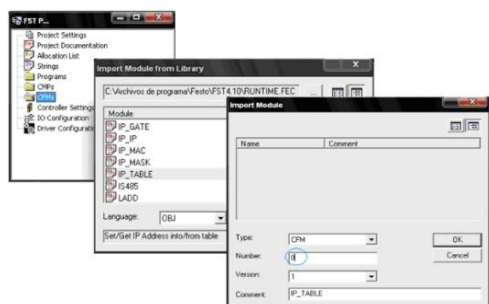 FST P...
Project Settings
Project Documentation
Allocation List
Strings
Programs
CMPs
CFMs
Controller Settings
IO-Configuration
Driver Configuratio
Import Module from Library
C:\Archivos de programa\Festo\FST4.10\RUNTIME.FEC
...
Module
IP_GATE
IP_IP
IP_MAC
IP_MASK
IP_TABLE
IS485
LADD
Language:
OBJ
Set/Get IP Address into/from table
Import Module
Name
Comment
Type:
CFM
OK
Number:
0
Cancel
Version:
1
Comment:
IP_TABLE